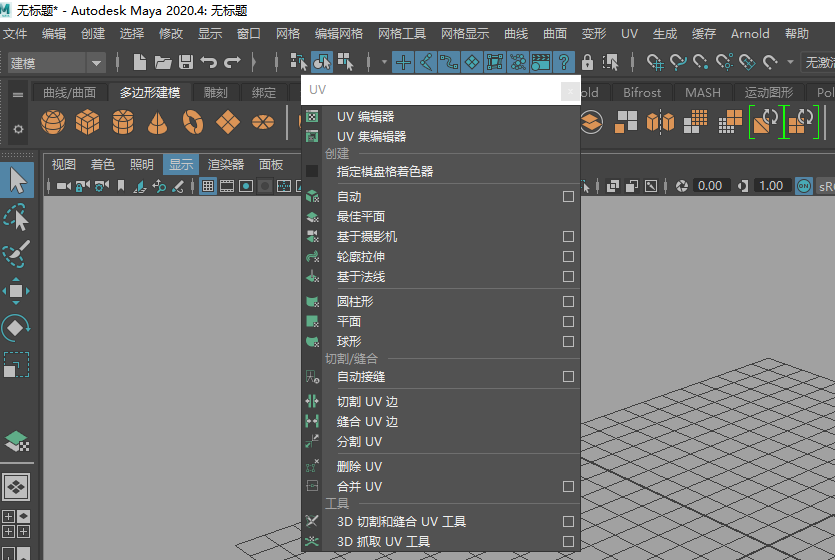 无标题* - Autodesk Maya 2020.4: 无标题
文件 编辑 创建 选择 修改 显示 窗口 网格 编辑网格 网格工具 网格显示 曲线 曲面 变形 UV 生成 缓存 Arnold 帮助
建模 无激活
曲线/曲面 多边形建模 雕刻 绑定 old Bifrost MASH 运动图形 Pol
视图 着色 照明 显示 渲染器 面板
0.00 1.00 ON sR
UV
UV 编辑器
UV 集编辑器
创建
指定棋盘格着色器
自动
最佳平面
基于摄影机
轮廓拉伸
基于法线
圆柱形
平面
球形
切割/缝合
自动接缝
切割 UV 边
缝合 UV 边
分割 UV
删除 UV
合并 UV
工具
3D 切割和缝合 UV 工具
3D 抓取 UV 工具